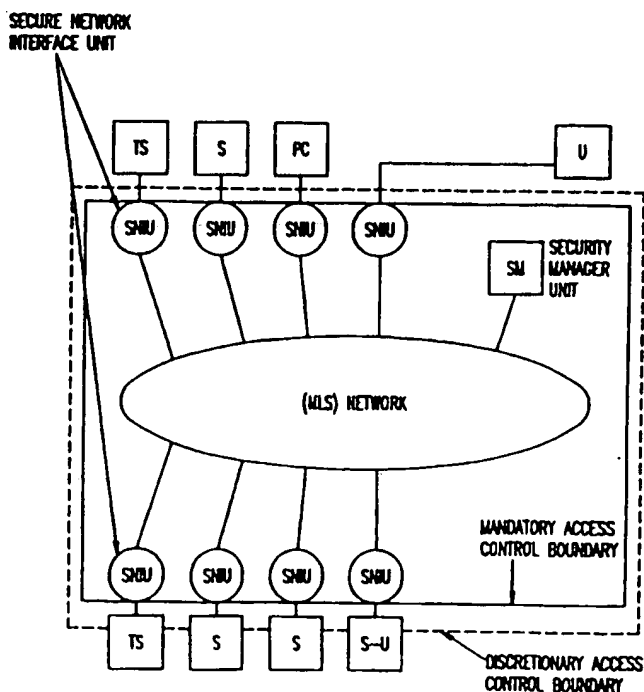 SECURE NETWORK
INTERFACE UNIT
TS
S
PC
U
SNIU
SNIU
SNIU
SNIU
SM
SECURITY
MANAGER
UNIT
(MLS) NETWORK
MANDATORY ACCESS
CONTROL BOUNDARY
SNIU
SNIU
SNIU
SNIU
TS
S
S
S-U
DISCRETIONARY ACCESS
CONTROL BOUNDARY